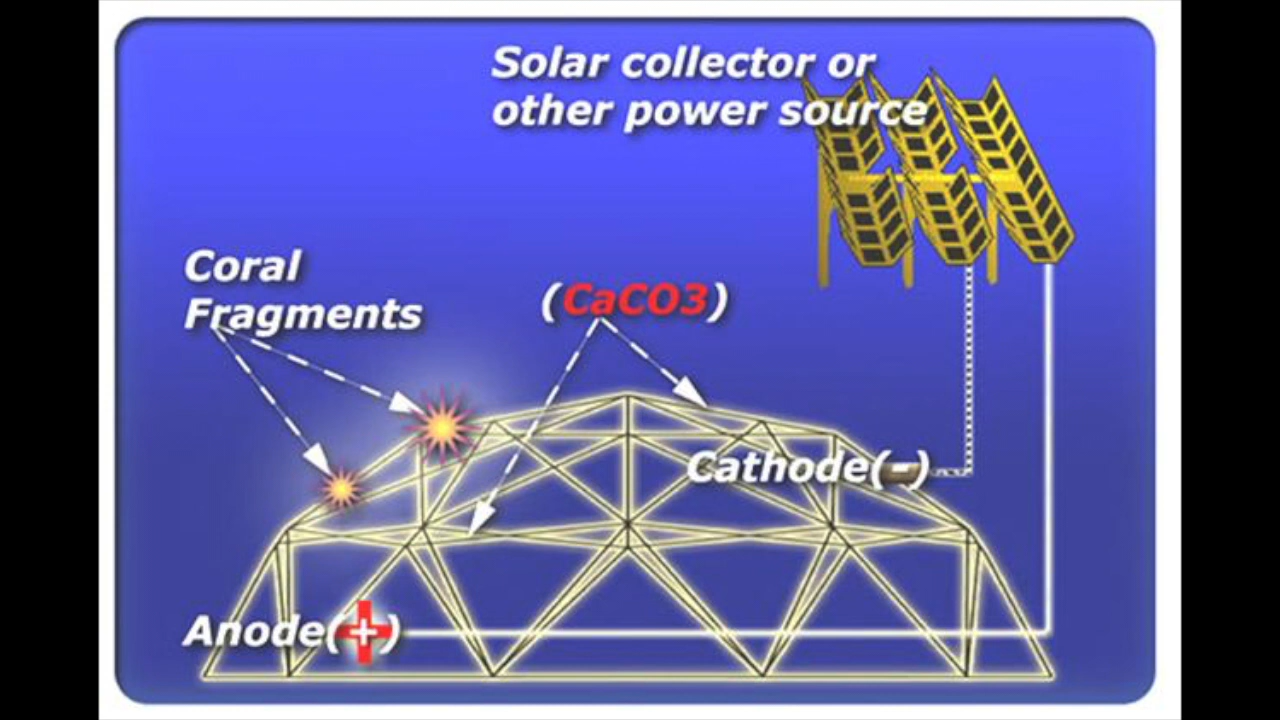 Solar collector or
other power source
Coral
Fragments
(CaCO3)
Cathode(-)
Anode(+)